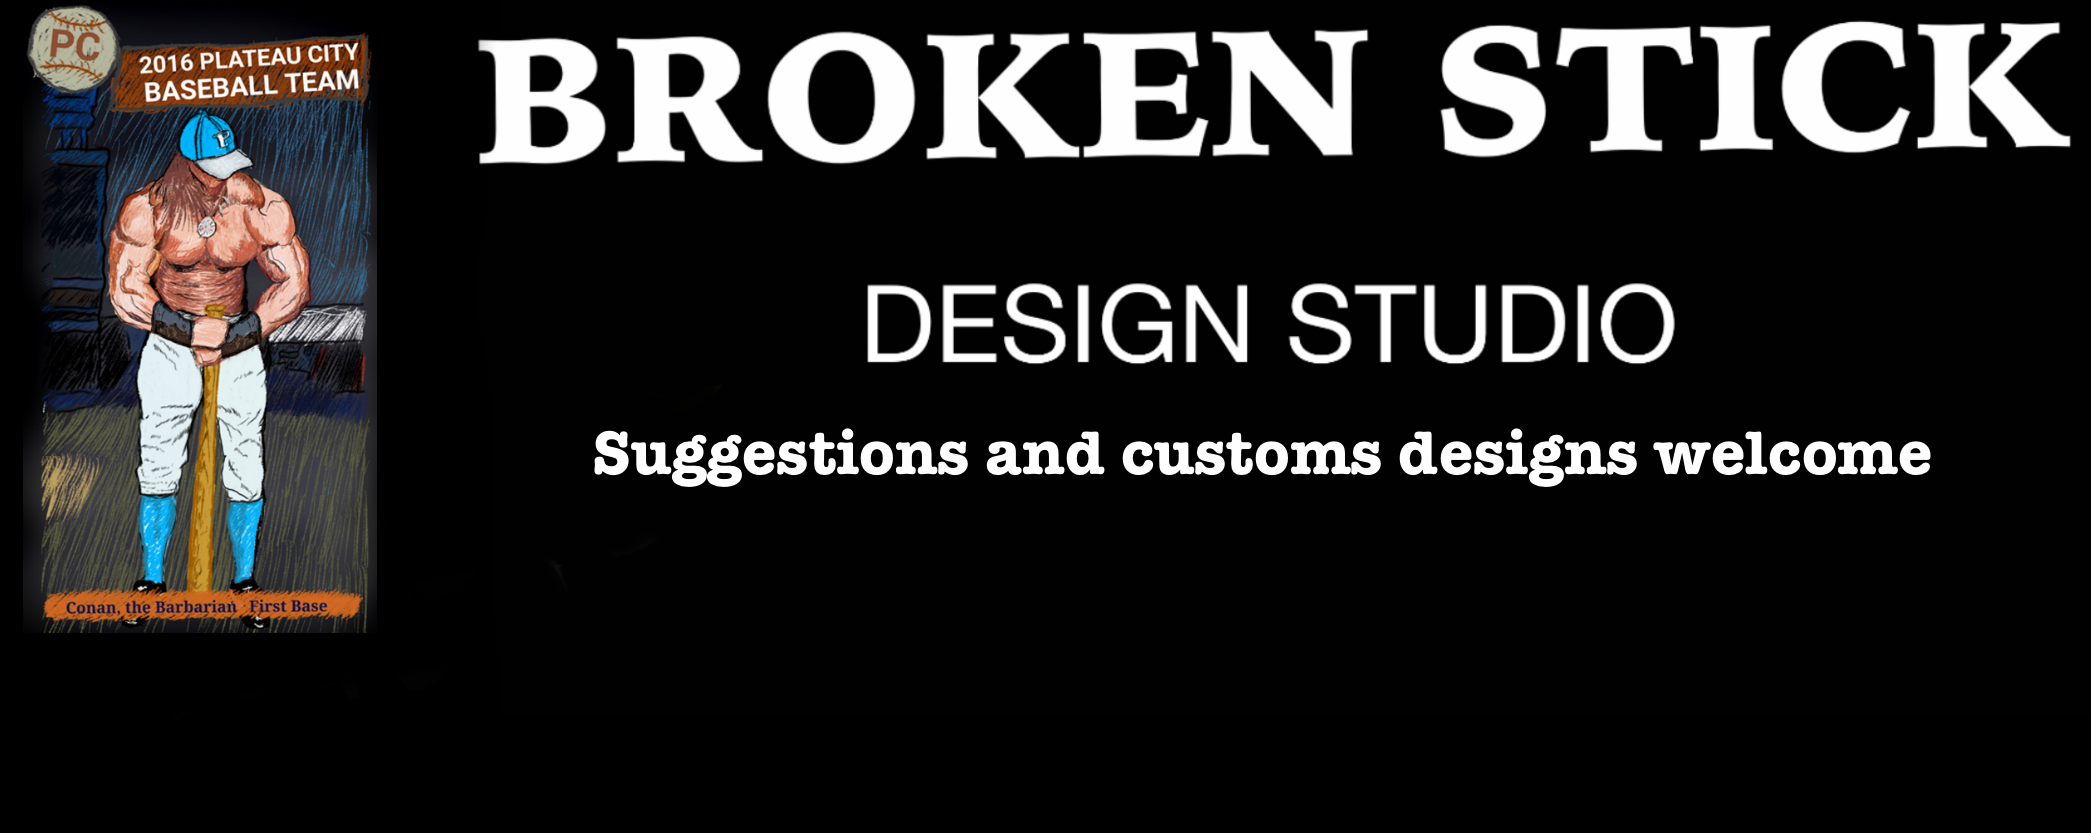 PC
2016 PLATEAU CITY
BASEBALL TEAM
P
Conan, the Barbarian First Base
BROKEN STICK
DESIGN STUDIO
Suggestions and customs designs welcome